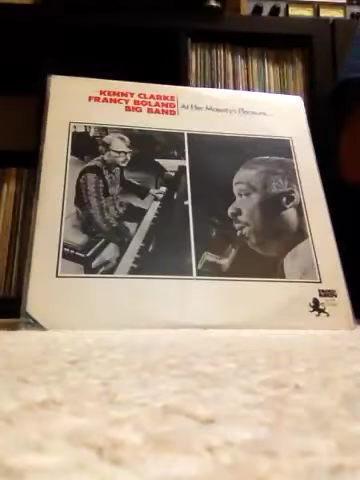 KENNY CLARKE
FRANCY BOLAND
BIG BAND
At Her Majesty's Pleasure...